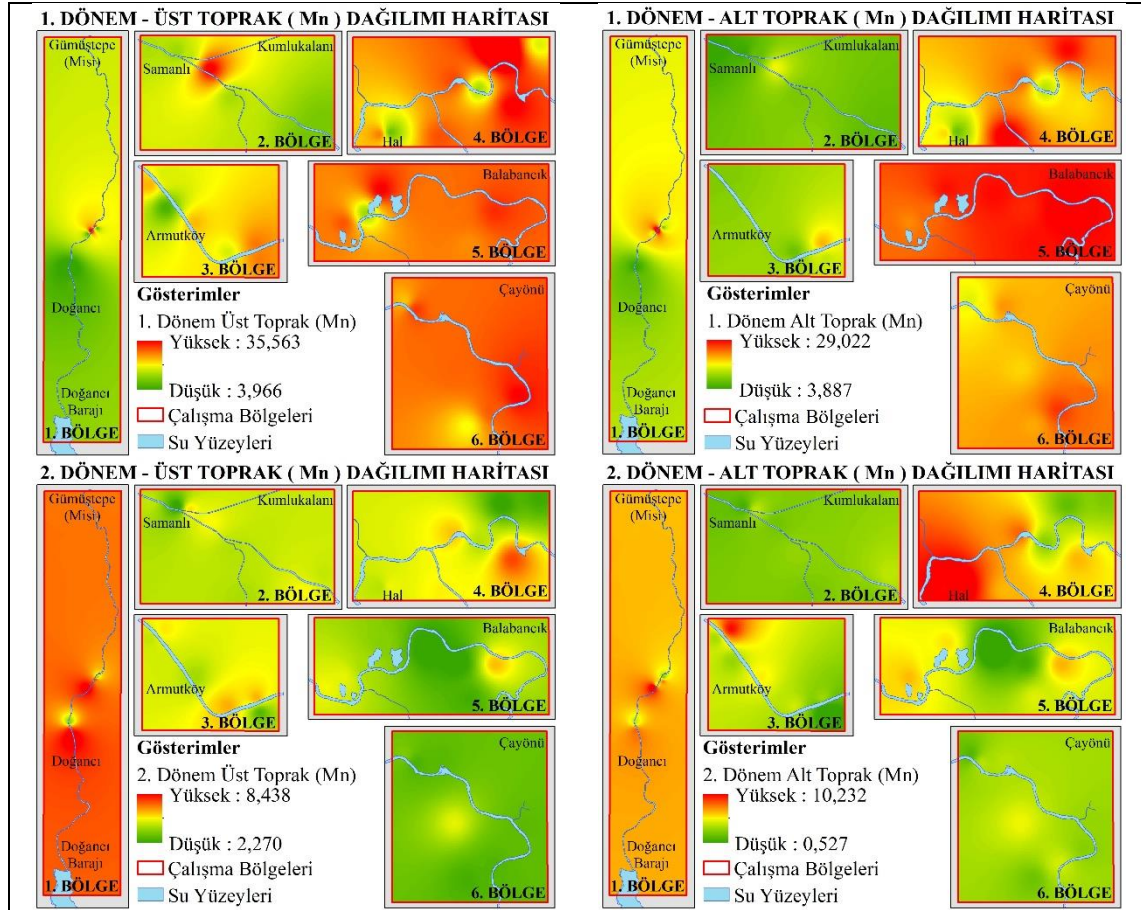 1. DÖNEM - ÜST TOPRAK ( Mn ) DAĞILIMI HARİTASI
Gümüştepe
(Misi)
Doğancı
Doğancı
Barajı
1. BÖLGE
Kumlukalanı
Samanlı
2. BÖLGE
Hal
4. BÖLGE
Armutköy
3. BÖLGE
Balabancık
5. BÖLGE
Çayönü
6. BÖLGE
Gösterimler
1. Dönem Üst Toprak (Mn)
Yüksek : 35,563
Düşük : 3,966
Çalışma Bölgeleri
Su Yüzeyleri
1. DÖNEM - ALT TOPRAK ( Mn ) DAĞILIMI HARİTASI
Gümüştepe
(Misi)
Doğancı
Doğancı
Barajı
1. BÖLGE
Kumlukalanı
Samanlı
2. BÖLGE
Hal
4. BÖLGE
Armutköy
3. BÖLGE
Balabancık
5. BÖLGE
Çayönü
6. BÖLGE
Gösterimler
1. Dönem Alt Toprak (Mn)
Yüksek : 29,022
Düşük : 3,887
Çalışma Bölgeleri
Su Yüzeyleri
2. DÖNEM - ÜST TOPRAK ( Mn ) DAĞILIMI HARİTASI
Gümüştepe
(Misi)
Doğancı
Doğancı
Barajı
1. BÖLGE
Kumlukalanı
Samanlı
2. BÖLGE
Hal
4. BÖLGE
Armutköy
3. BÖLGE
Balabancık
5. BÖLGE
Çayönü
6. BÖLGE
Gösterimler
2. Dönem Üst Toprak (Mn)
Yüksek : 8,438
Düşük : 2,270
Çalışma Bölgeleri
Su Yüzeyleri
2. DÖNEM - ALT TOPRAK ( Mn ) DAĞILIMI HARİTASI
Gümüştepe
(Misi)
Doğancı
Doğancı
Barajı
1. BÖLGE
Kumlukalanı
Samanlı
2. BÖLGE
Hal
4. BÖLGE
Armutköy
3. BÖLGE
Balabancık
5. BÖLGE
Çayönü
6. BÖLGE
Gösterimler
2. Dönem Alt Toprak (Mn)
Yüksek : 10,232
Düşük : 0,527
Çalışma Bölgeleri
Su Yüzeyleri